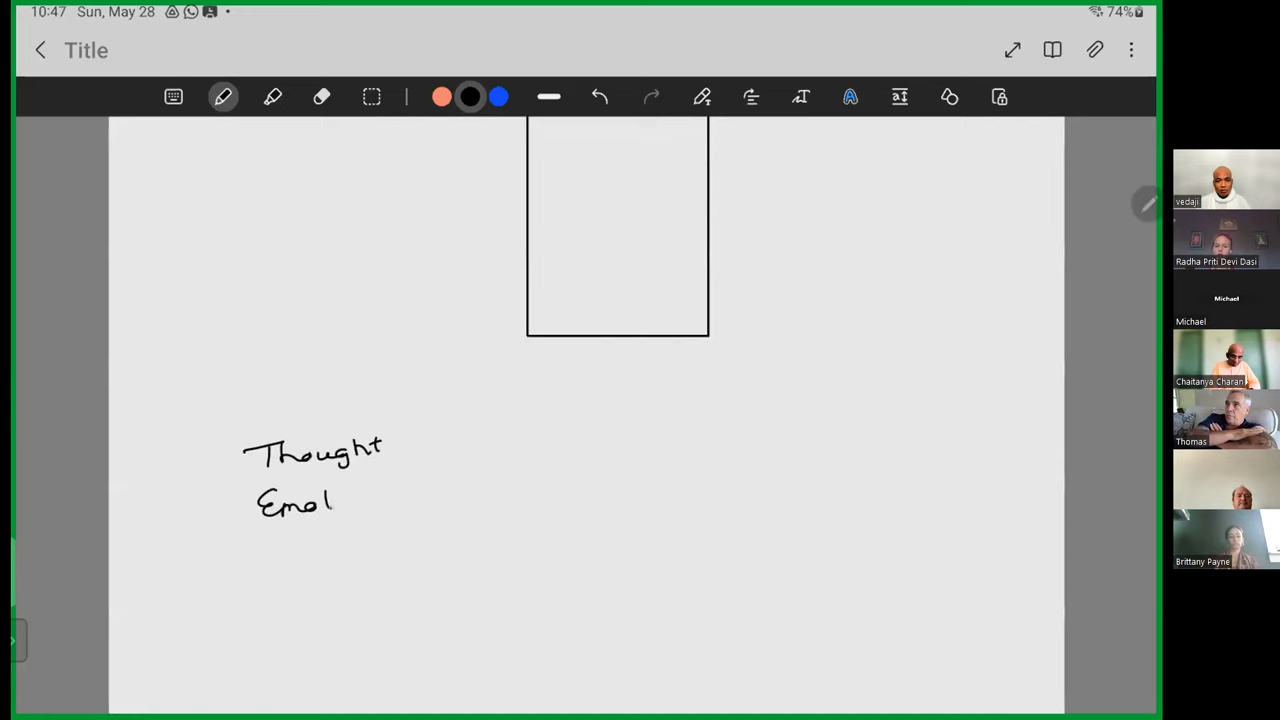 10:47 Sun, May 28
74%
Title
Thought
Emol
vedaji
Radha Priti Devi Dasi
Michael
Michael
Chaitanya Charan
Thomas
Brittany Payne